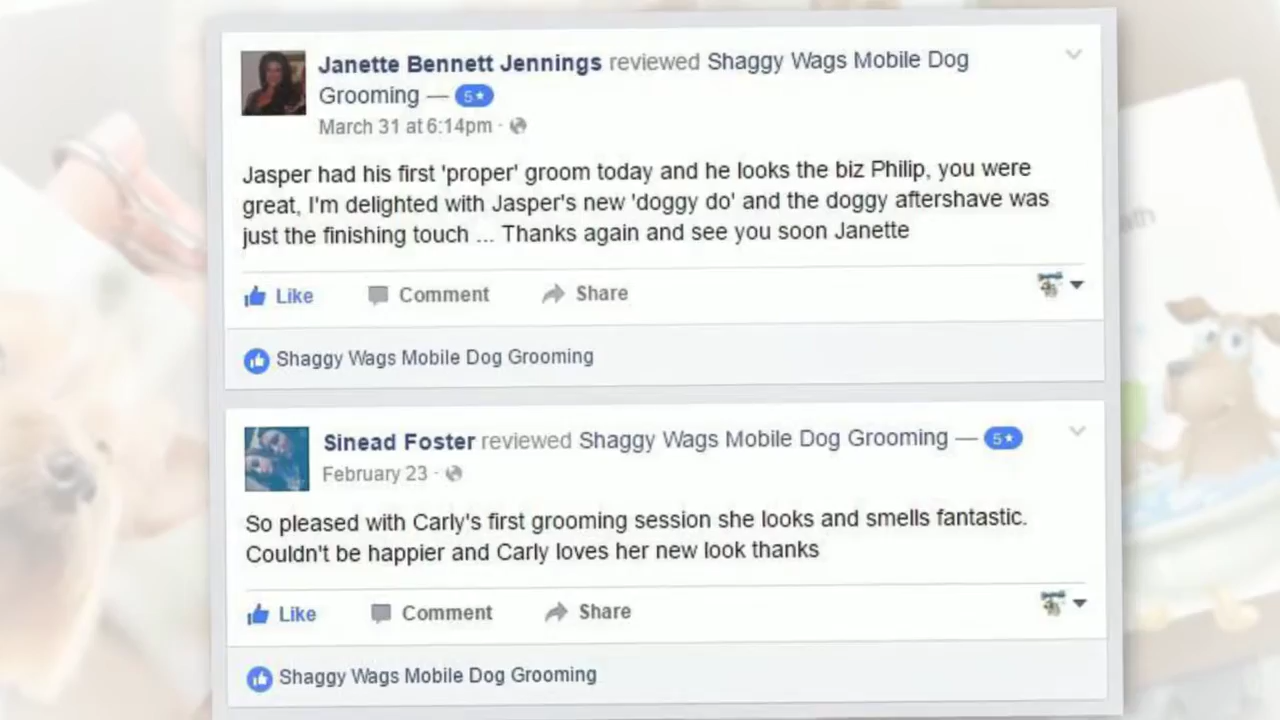 Janette Bennett Jennings reviewed Shaggy Wags Mobile Dog
Grooming — 5★
March 31 at 6:14pm ·
Jasper had his first 'proper' groom today and he looks the biz Philip, you were
great, I'm delighted with Jasper's new 'doggy do' and the doggy aftershave was
just the finishing touch ... Thanks again and see you soon Janette
Like Comment Share
Shaggy Wags Mobile Dog Grooming
Sinead Foster reviewed Shaggy Wags Mobile Dog Grooming — 5★
February 23 ·
So pleased with Carly's first grooming session she looks and smells fantastic.
Couldn't be happier and Carly loves her new look thanks
Like Comment Share
Shaggy Wags Mobile Dog Grooming